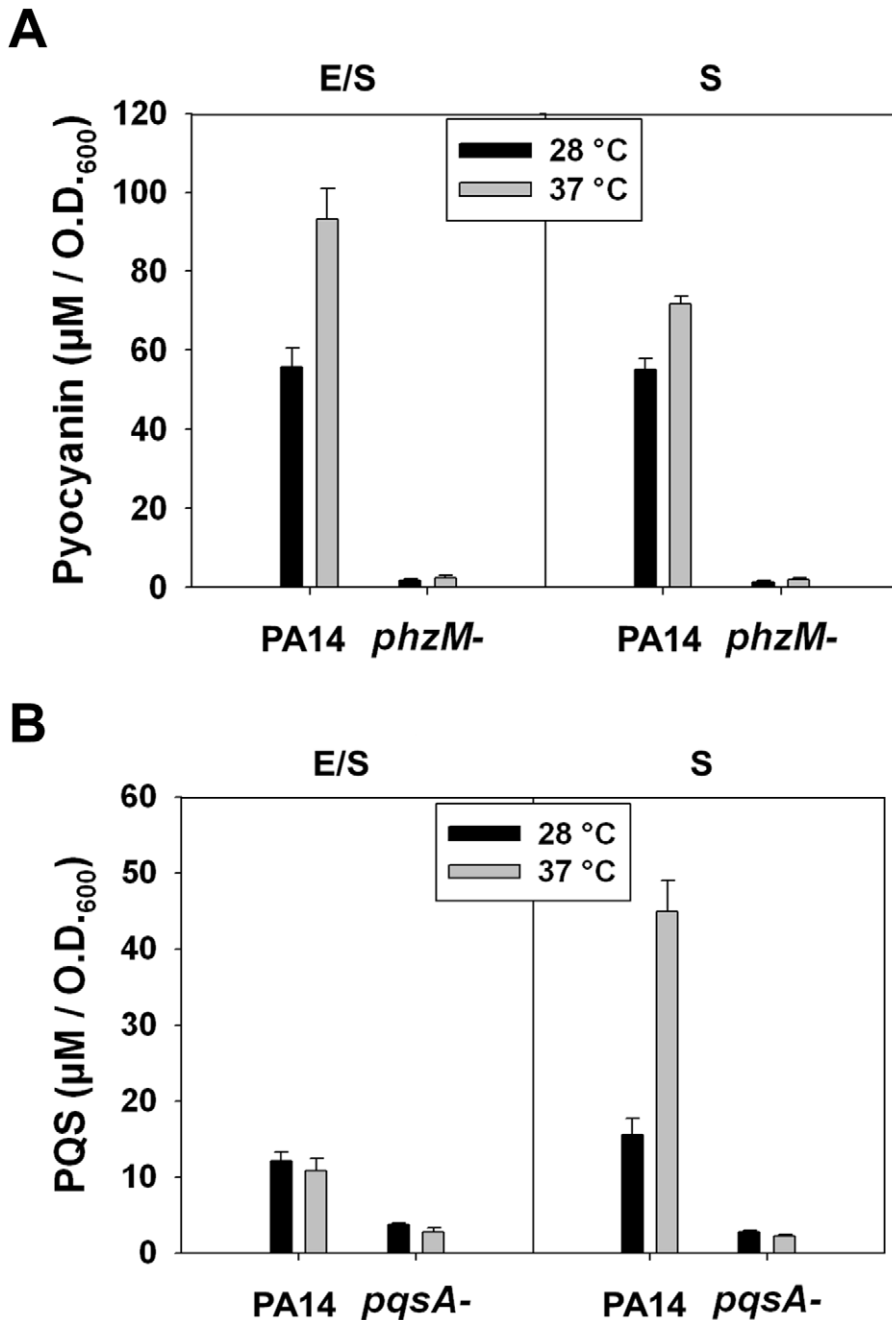 A
E/S
S
28 °C
37 °C
Pyocyanin (µM / O.D.600)
120
100
80
60
40
20
0
PA14
phzM-
PA14
phzM-
B
E/S
S
28 °C
37 °C
PQS (µM / O.D.600)
60
50
40
30
20
10
0
PA14
pqsA-
PA14
pqsA-